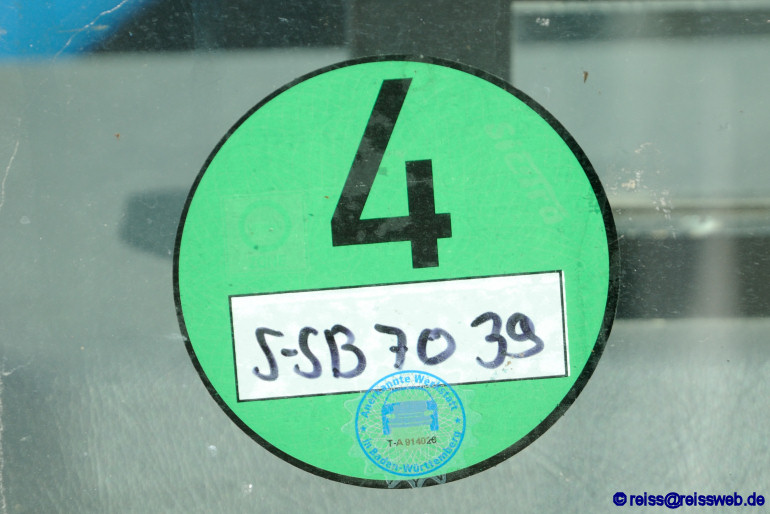 4
S-SB 7039
Anerkannte Werkstatt
T-A 914026
in Baden-Württemberg
© reiss@reissweb.de